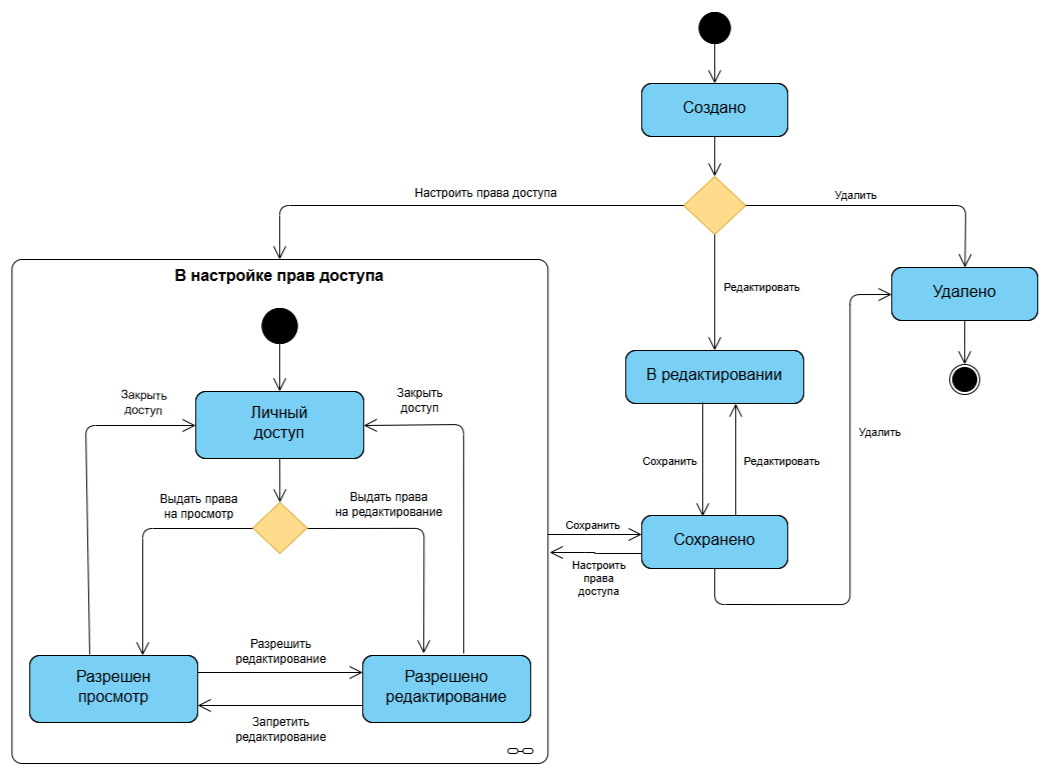 Создано
Настроить права доступа
Удалить
В настройке прав доступа
Редактировать
Удалено
В редактировании
Закрыть
доступ
Закрыть
доступ
Личный
доступ
Сохранить
Редактировать
Удалить
Выдать права
на просмотр
Выдать права
на редактирование
Сохранить
Сохранено
Настроить
права
доступа
Разрешить
редактирование
Разрешен
просмотр
Разрешено
редактирование
Запретить
редактирование